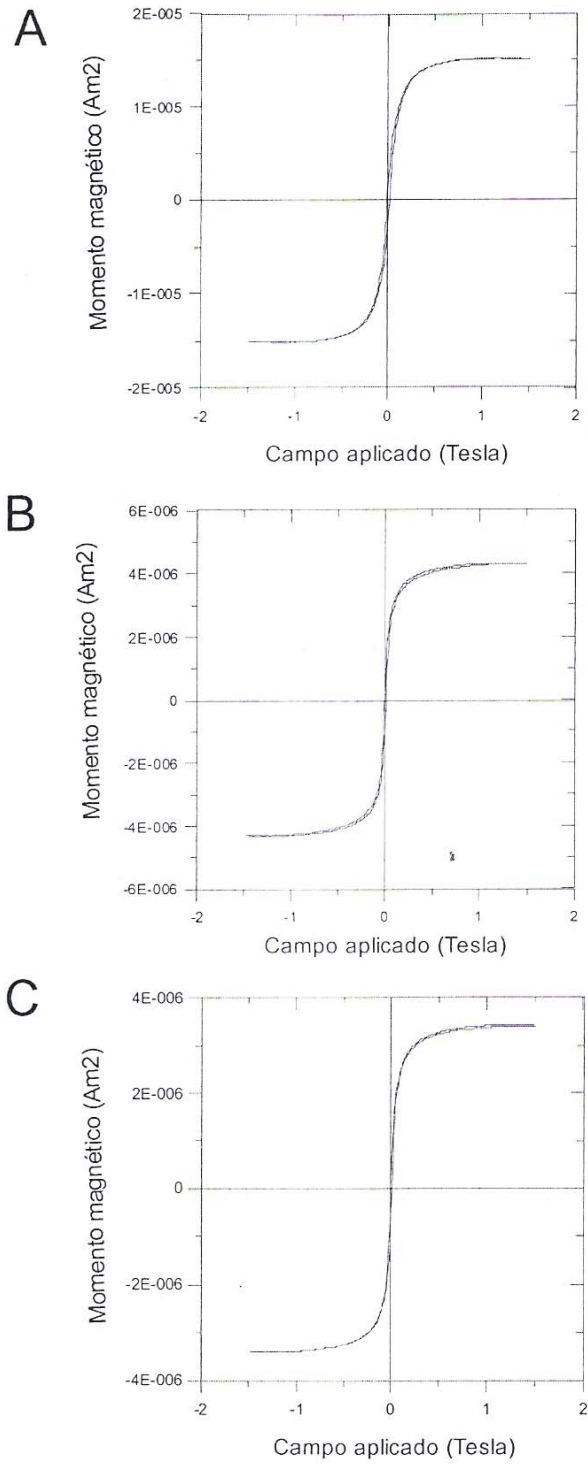 A
Momento magnético (Am2)
2E-005
1E-005
0
-1E-005
-2E-005
-2
-1
0
1
2
Campo aplicado (Tesla)
B
Momento magnético (Am2)
6E-006
4E-006
2E-006
0
-2E-006
-4E-006
-6E-006
-2
-1
0
1
2
Campo aplicado (Tesla)
C
Momento magnético (Am2)
4E-006
2E-006
0
-2E-006
-4E-006
-2
-1
0
1
2
Campo aplicado (Tesla)